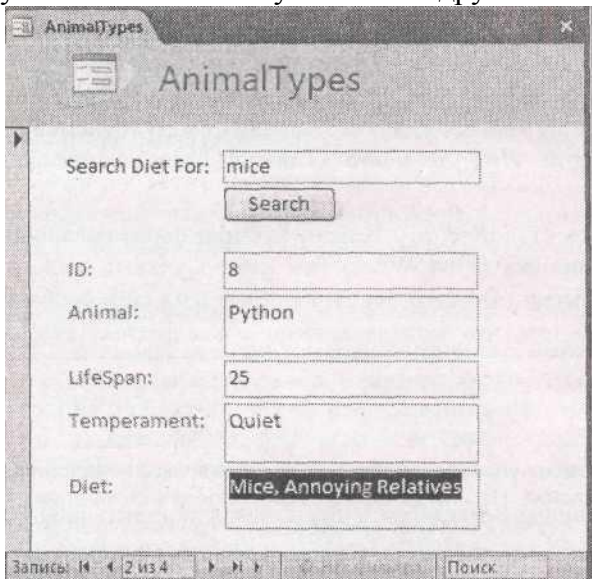 AnimalTypes
AnimalTypes
Search Diet For: mice
Search
ID: 8
Animal: Python
LifeSpan: 25
Temperament: Quiet
Diet: Mice, Annoying Relatives
Запись: 2 из 4 Поиск